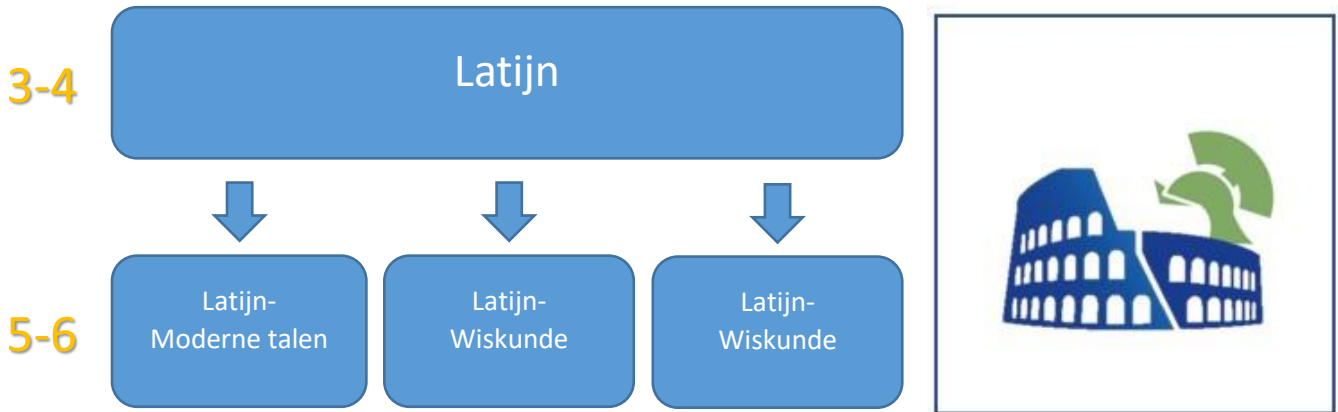 3-4
Latijn
5-6
Latijn-
Moderne talen
Latijn-
Wiskunde
Latijn-
Wiskunde